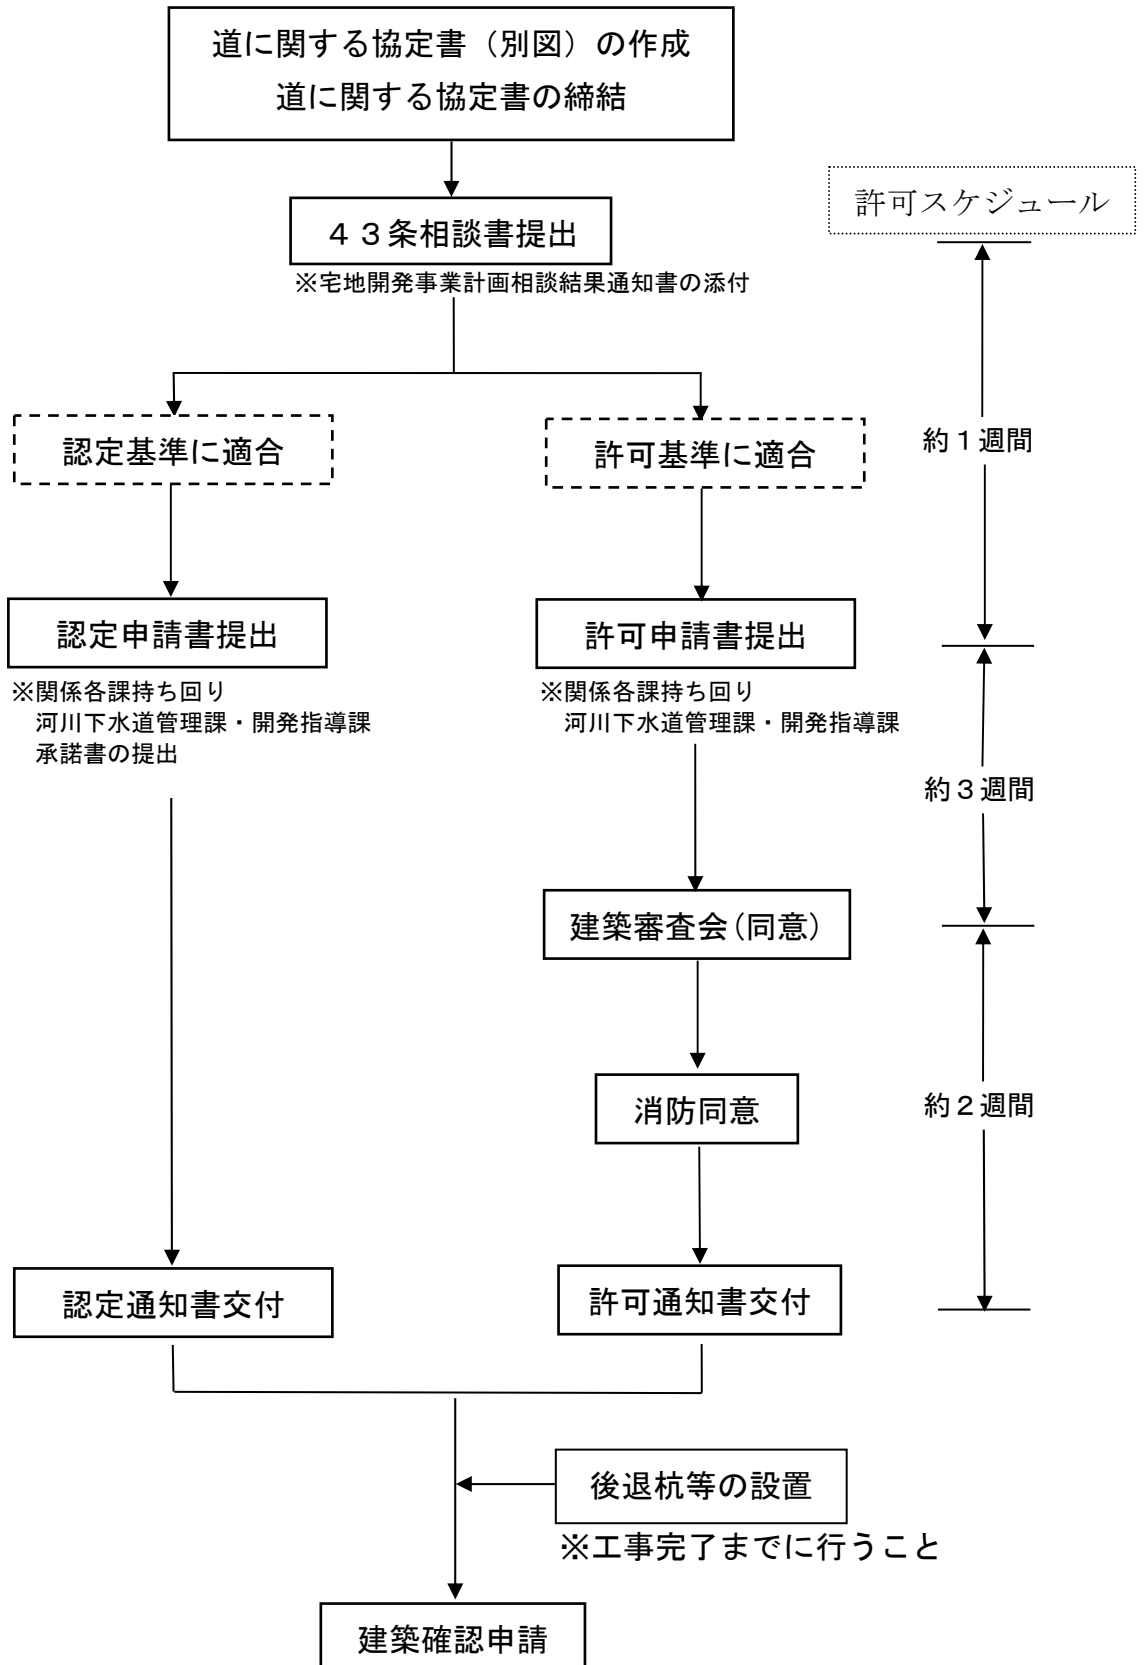 道に関する協定書（別図）の作成
道に関する協定書の締結
許可スケジュール
４３条相談書提出
※宅地開発事業計画相談結果通知書の添付
認定基準に適合
許可基準に適合
約１週間
認定申請書提出
許可申請書提出
※関係各課持ち回り
河川下水道管理課・開発指導課
承諾書の提出
※関係各課持ち回り
河川下水道管理課・開発指導課
約３週間
建築審査会（同意）
消防同意
約２週間
認定通知書交付
許可通知書交付
後退杭等の設置
※工事完了までに行うこと
建築確認申請